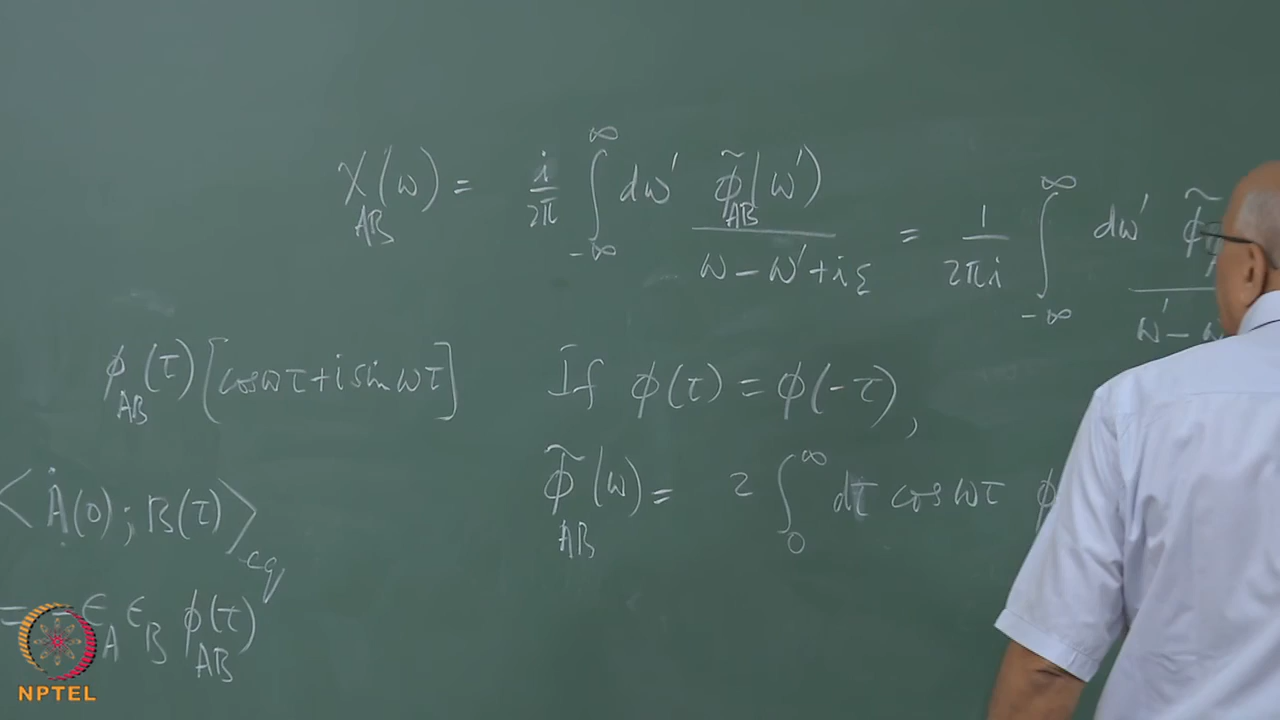 χ_AB(ω) = i/2π ∫_{-∞}^{∞} dω' φ̃_AB(ω') / (ω - ω' + iε) = 1/2πi ∫_{-∞}^{∞} dω' φ̃ / (ω' - ω
φ_AB(τ) [cos ωτ + i sin ωτ]
If φ(τ) = φ(-τ),
φ̃_AB(ω) = 2 ∫_0^∞ dτ cos ωτ φ
<Ȧ(0); B(τ)>_eq
= - ϵ_A ϵ_B φ_AB(τ)
NPTEL